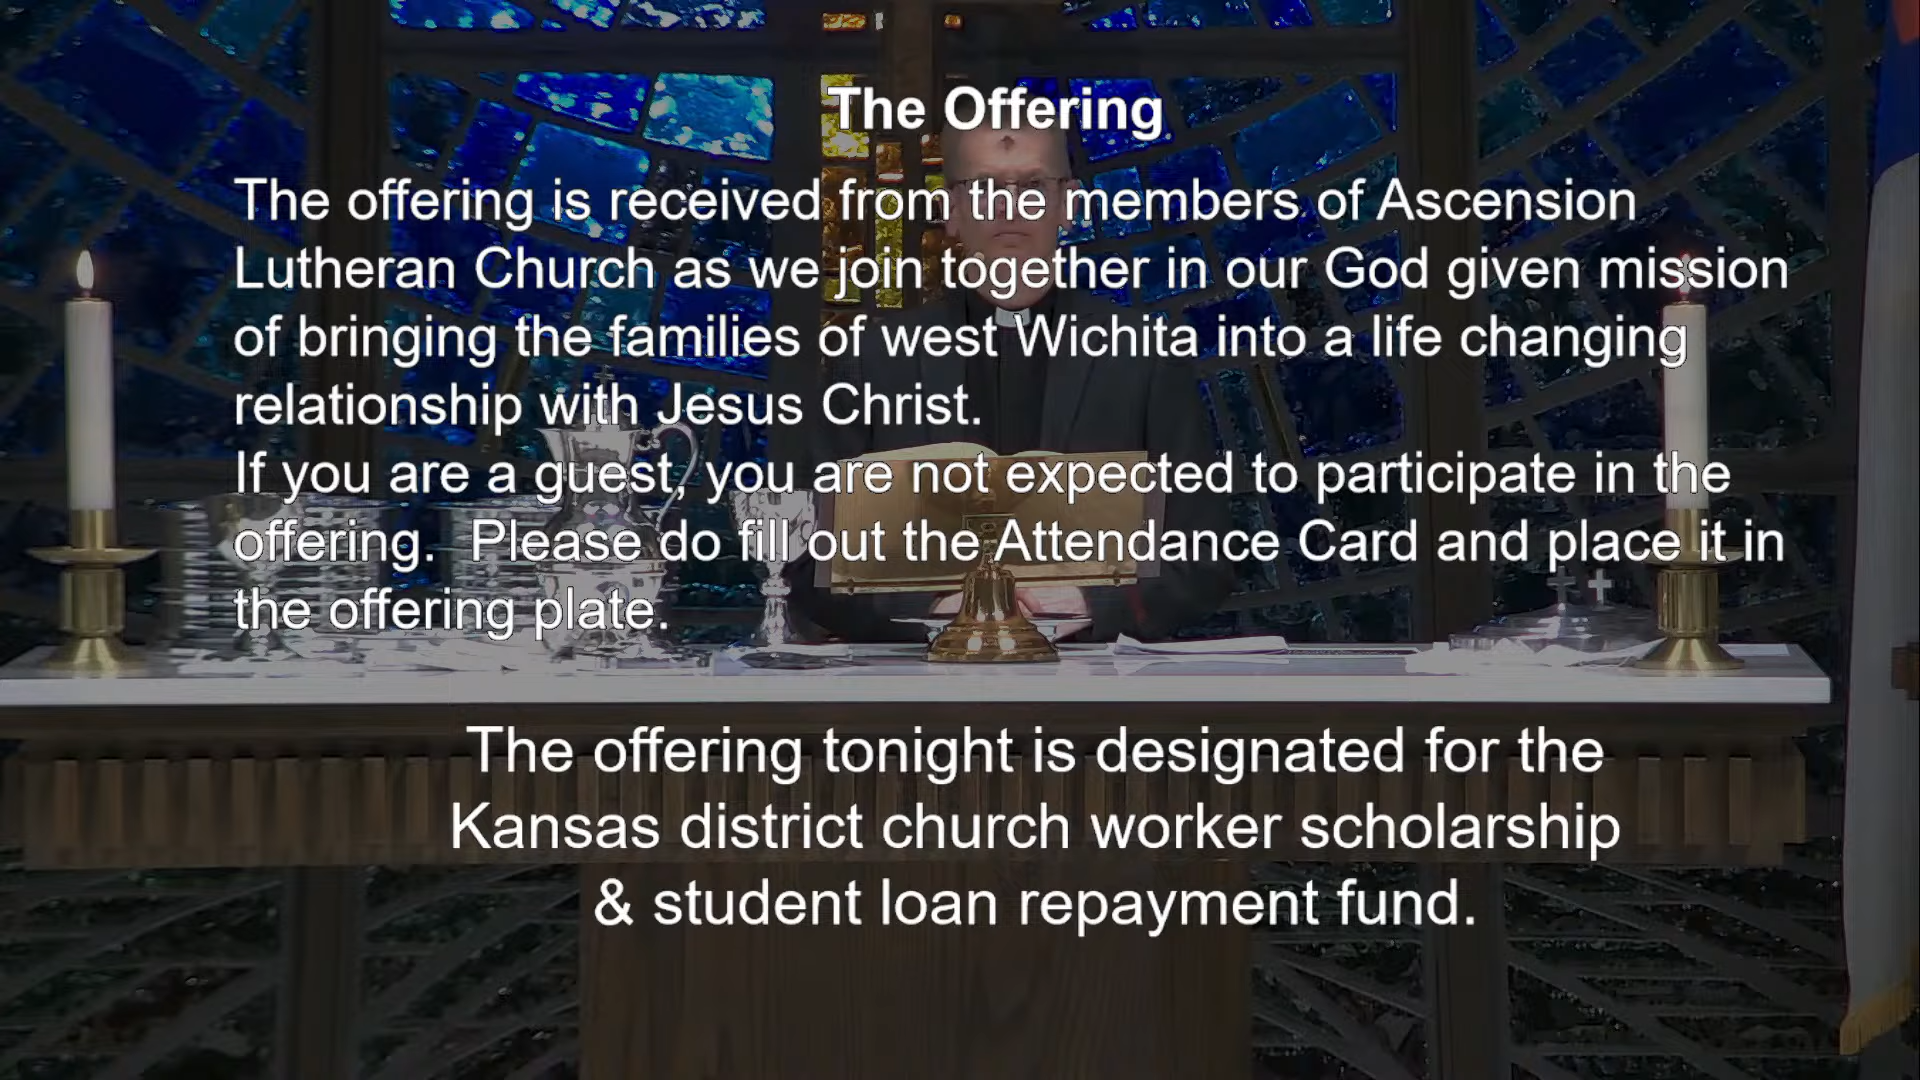 The Offering
The offering is received from the members of Ascension
Lutheran Church as we join together in our God given mission
of bringing the families of west Wichita into a life changing
relationship with Jesus Christ.
If you are a guest, you are not expected to participate in the
offering.  Please do fill out the Attendance Card and place it in
the offering plate.
The offering tonight is designated for the
Kansas district church worker scholarship
& student loan repayment fund.